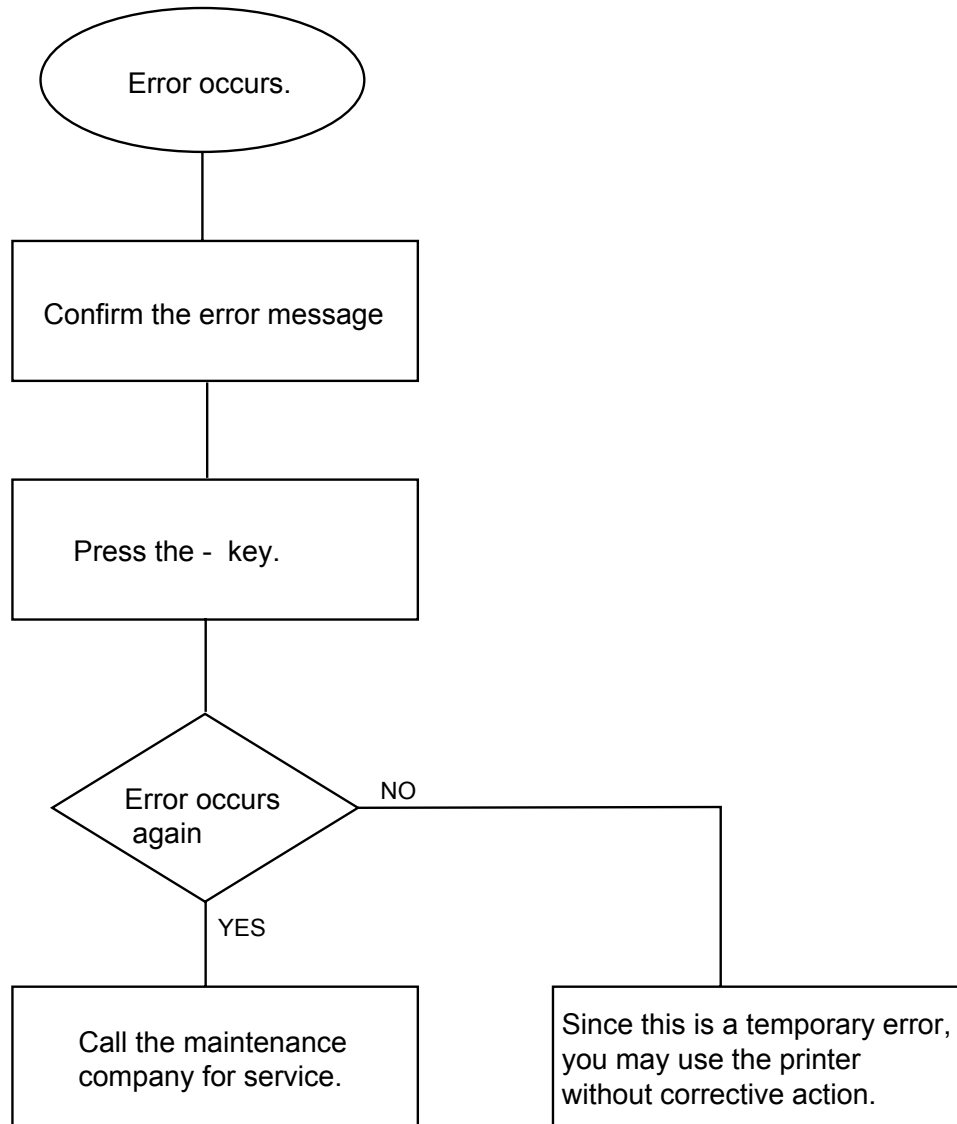 Error occurs.
Confirm the error message
Press the - key.
Error occurs
again
NO
YES
Call the maintenance
company for service.
Since this is a temporary error,
you may use the printer
without corrective action.